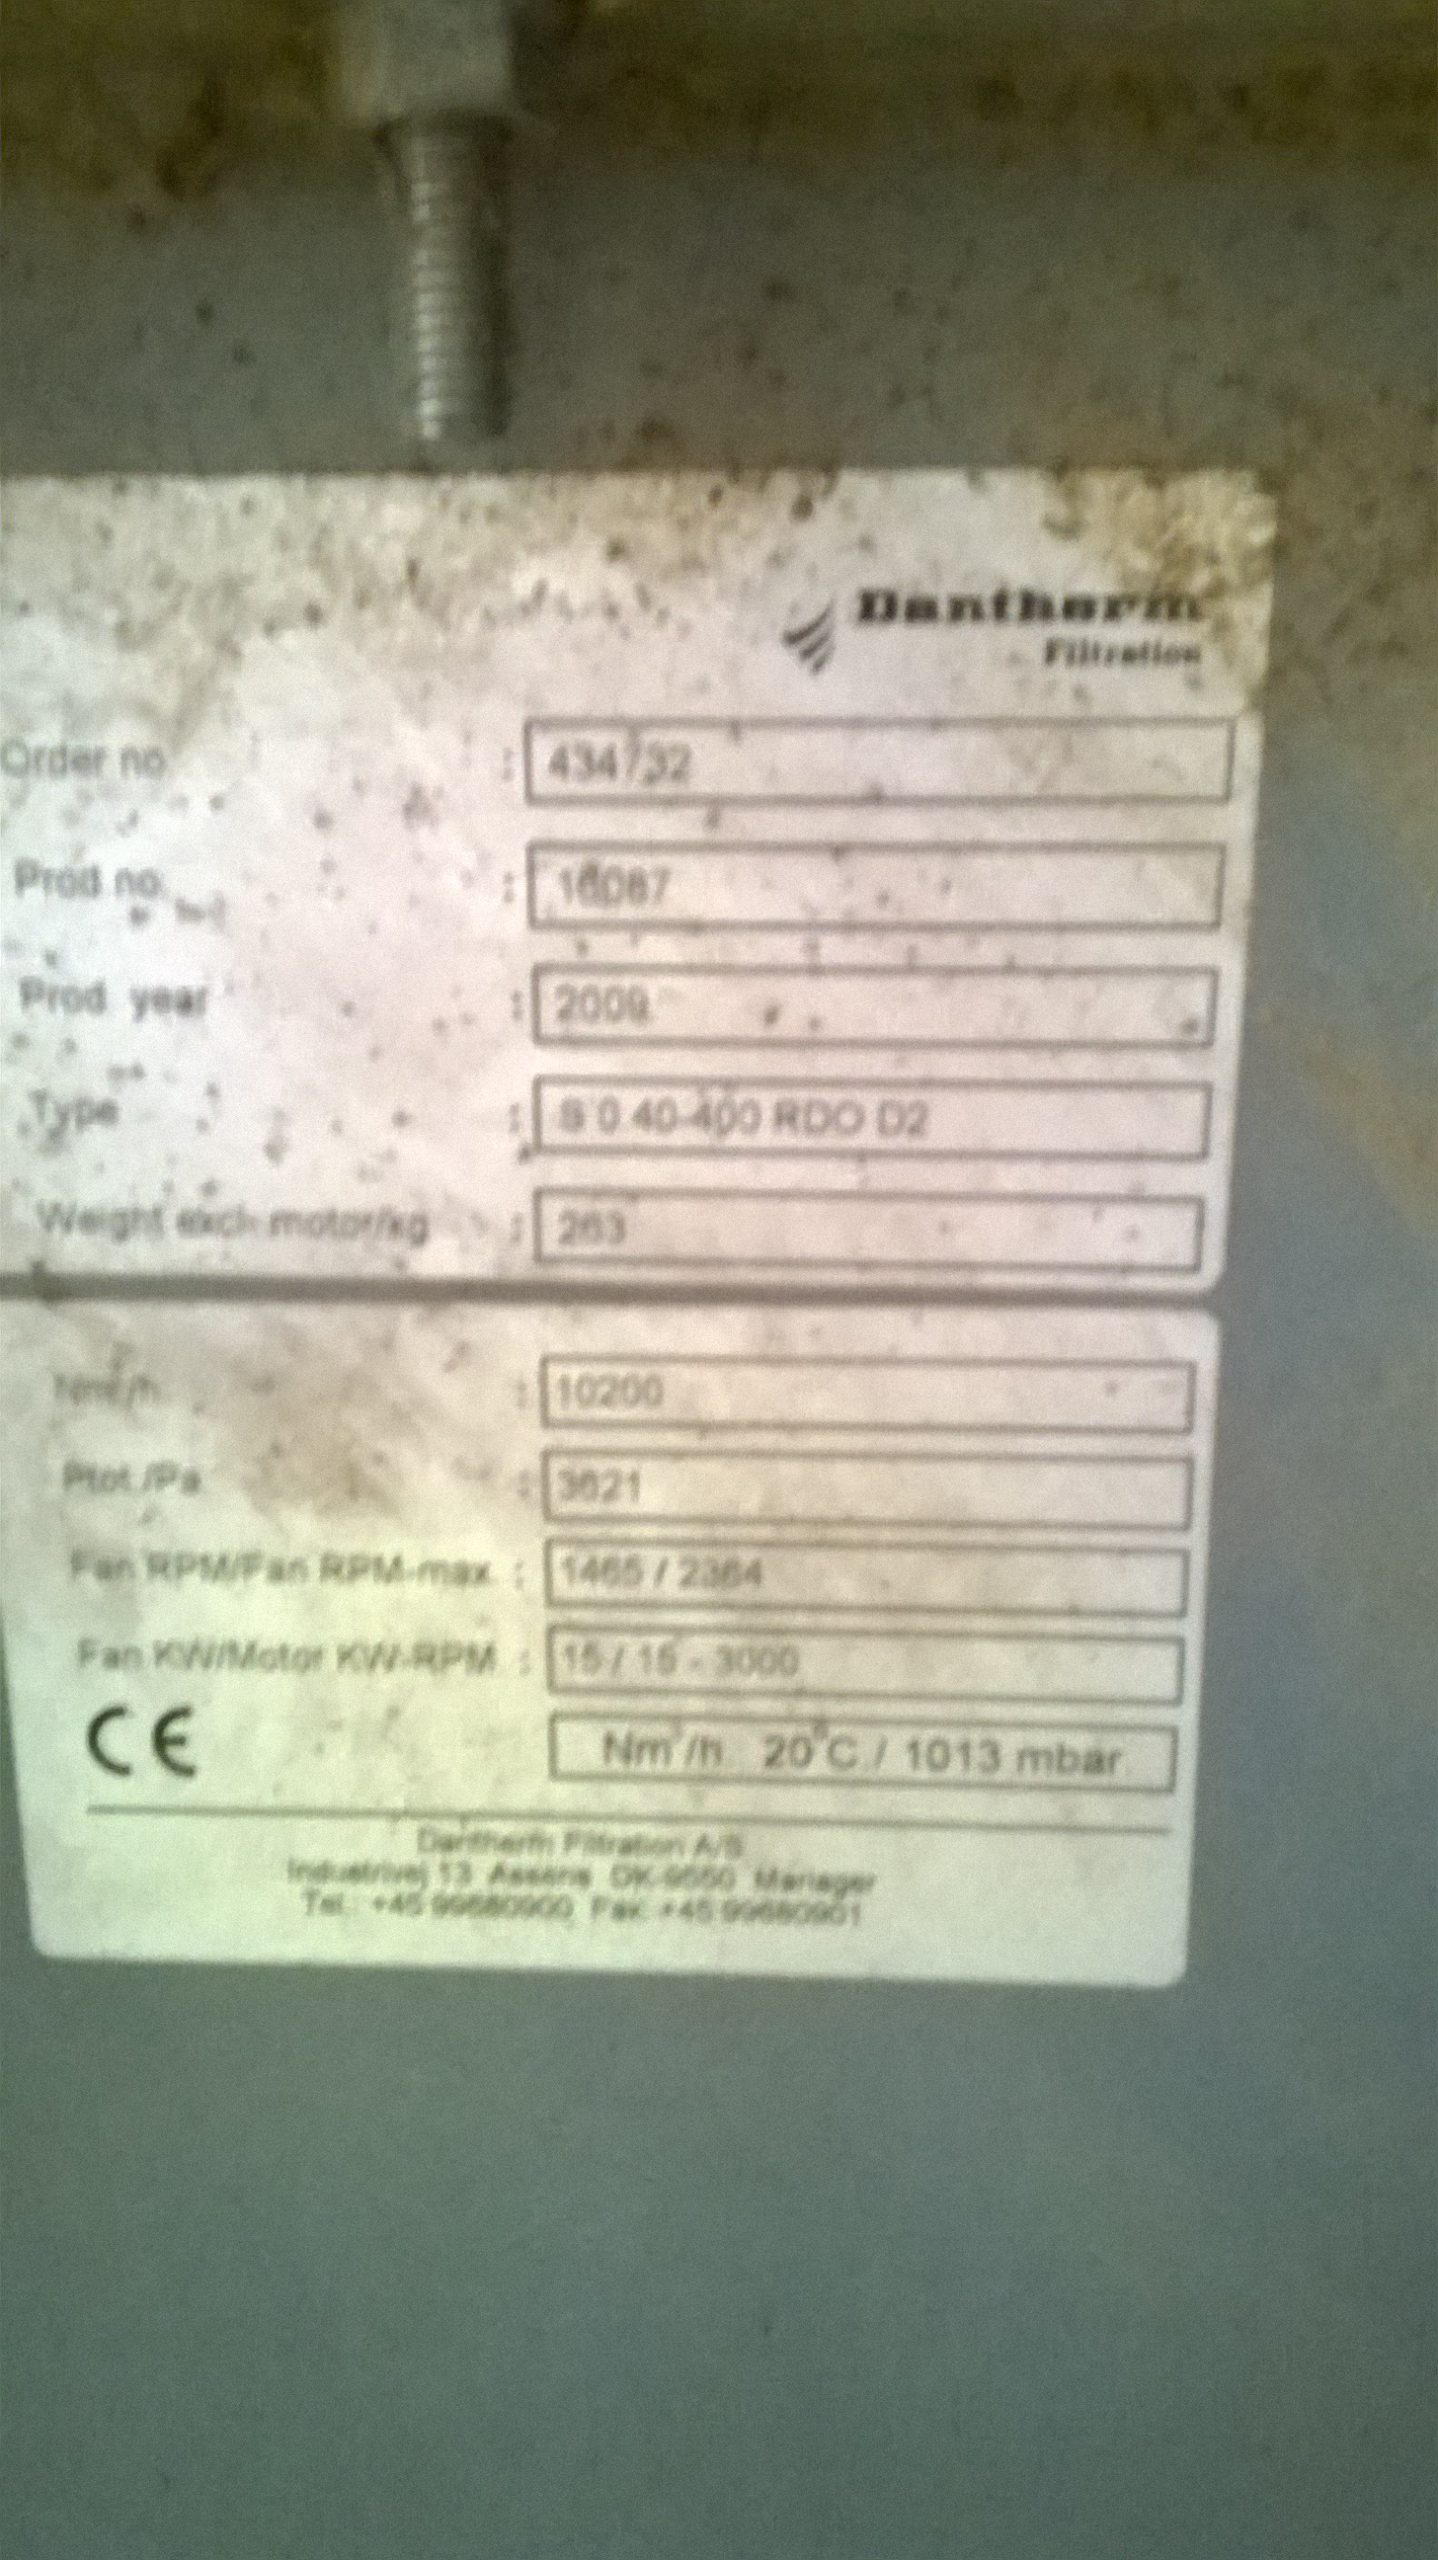 Dantherm
Filtration
Order no : 434732
Prod no. : 16087
Prod. year : 2009
Type : S 0 40-400 RDO D2
Weight excl. motor/kg : 263
Nm³/h : 10200
Ptot./Pa : 3621
Fan RPM/Fan RPM-max : 1465 / 2364
Fan KW/Motor KW-RPM : 15 / 15 - 3000
CE Nm³/h 20°C / 1013 mbar
Dantherm Filtration A/S
Industrivej 13 Assens DK-9550 Mariager
Tel.: +45 99680900 Fax: +45 99680901